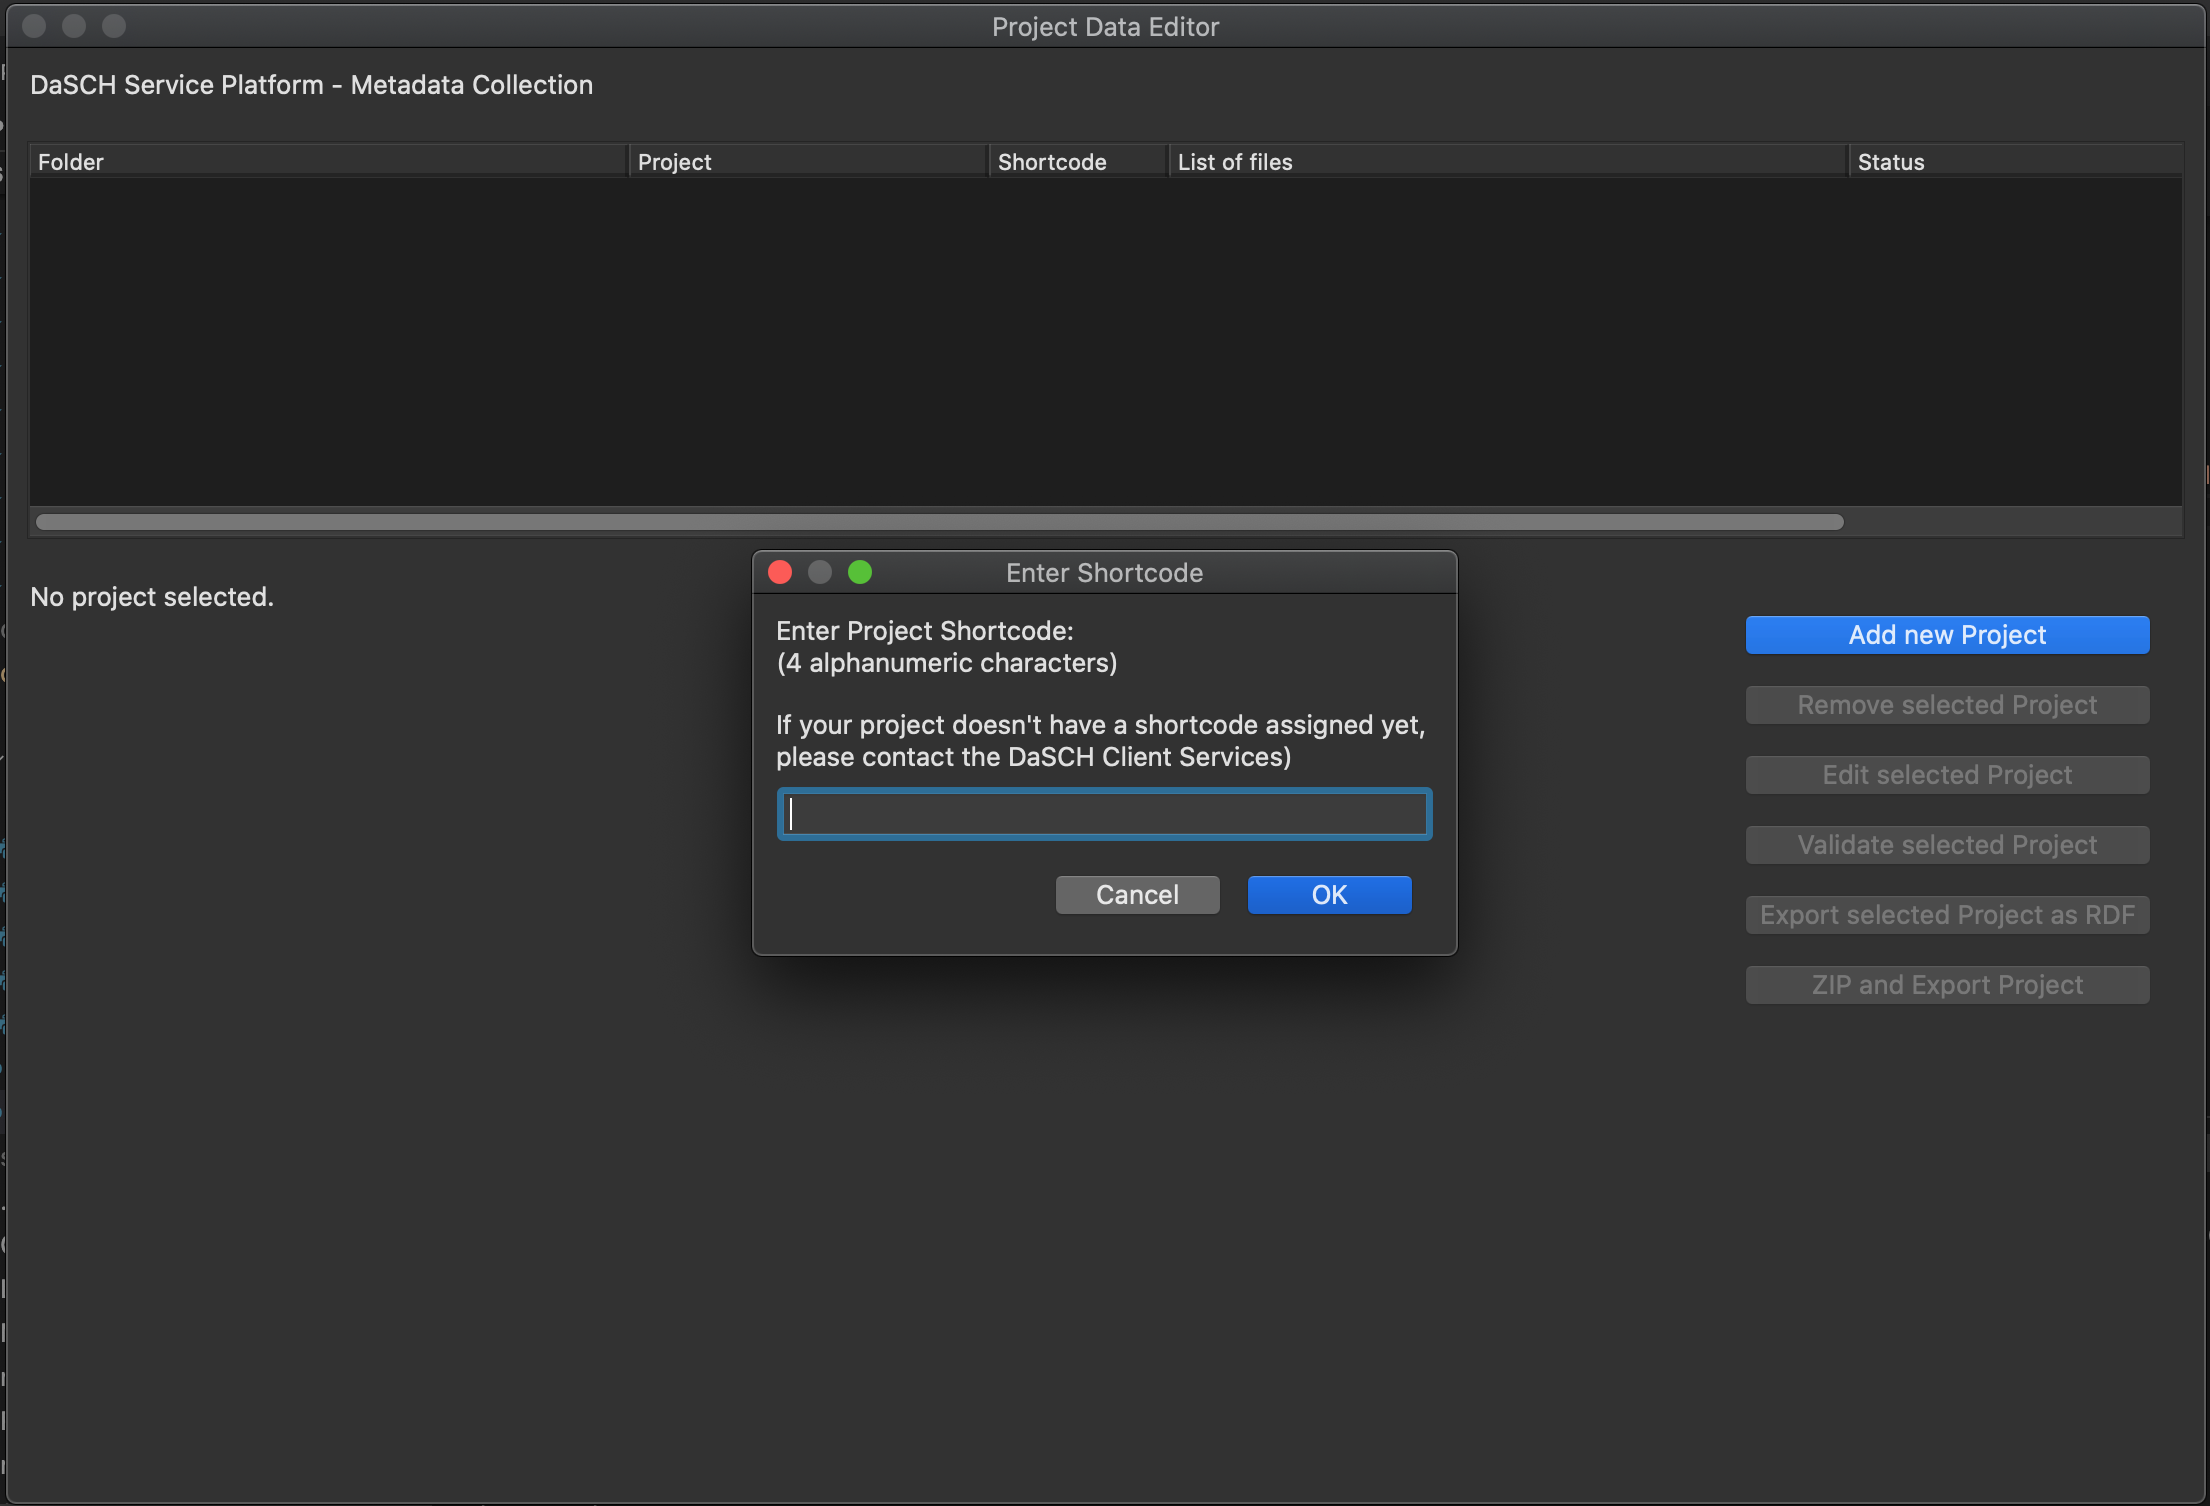 Project Data Editor
DaSCH Service Platform - Metadata Collection
Folder Project Shortcode List of files Status
No project selected.
Enter Shortcode
Enter Project Shortcode:
(4 alphanumeric characters)
If your project doesn't have a shortcode assigned yet,
please contact the DaSCH Client Services)
Cancel OK
Add new Project
Remove selected Project
Edit selected Project
Validate selected Project
Export selected Project as RDF
ZIP and Export Project